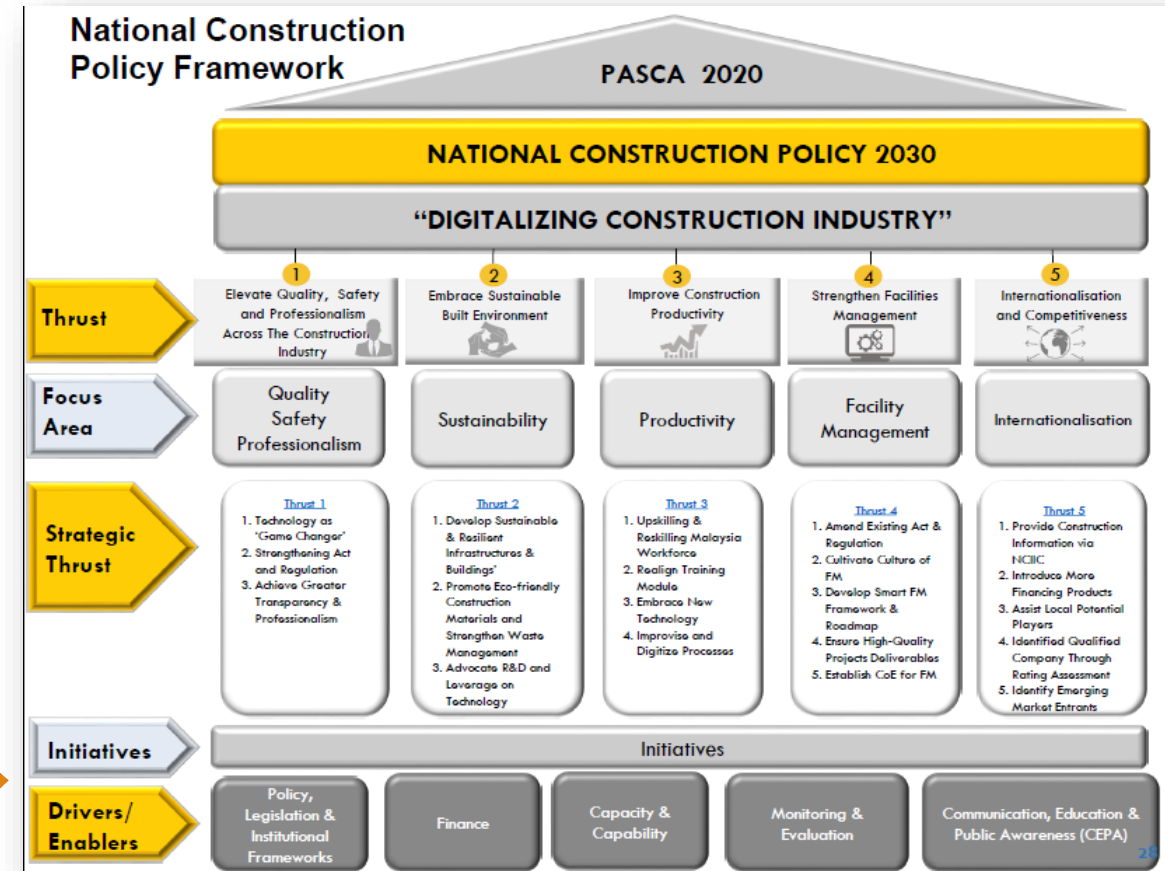 National Construction
Policy Framework
PASCA 2020
NATIONAL CONSTRUCTION POLICY 2030
“DIGITALIZING CONSTRUCTION INDUSTRY”
Thrust
1
Elevate Quality, Safety
and Professionalism
Across The Construction
Industry
2
Embrace Sustainable
Built Environment
3
Improve Construction
Productivity
4
Strengthen Facilities
Management
5
Internationalisation
and Competitiveness
Focus
Area
Quality
Safety
Professionalism
Sustainability
Productivity
Facility
Management
Internationalisation
Strategic
Thrust
Thrust 1
1. Technology as
‘Game Changer’
2. Strengthening Act
and Regulation
3. Achieve Greater
Transparency &
Professionalism
Thrust 2
1. Develop Sustainable
& Resilient
Infrastructures &
Buildings’
2. Promote Eco-friendly
Construction
Materials and
Strengthen Waste
Management
3. Advocate R&D and
Leverage on
Technology
Thrust 3
1. Upskilling &
Reskilling Malaysia
Workforce
2. Realign Training
Module
3. Embrace New
Technology
4. Improvise and
Digitize Processes
Thrust 4
1. Amend Existing Act &
Regulation
2. Cultivate Culture of
FM
3. Develop Smart FM
Framework &
Roadmap
4. Ensure High-Quality
Projects Deliverables
5. Establish CoE for FM
Thrust 5
1. Provide Construction
Information via
NCIIC
2. Introduce More
Financing Products
3. Assist Local Potential
Players
4. Identified Qualified
Company Through
Rating Assessment
5. Identify Emerging
Market Entrants
Initiatives
Initiatives
Drivers/
Enablers
Policy,
Legislation &
Institutional
Frameworks
Finance
Capacity &
Capability
Monitoring &
Evaluation
Communication, Education &
Public Awareness (CEPA)
28